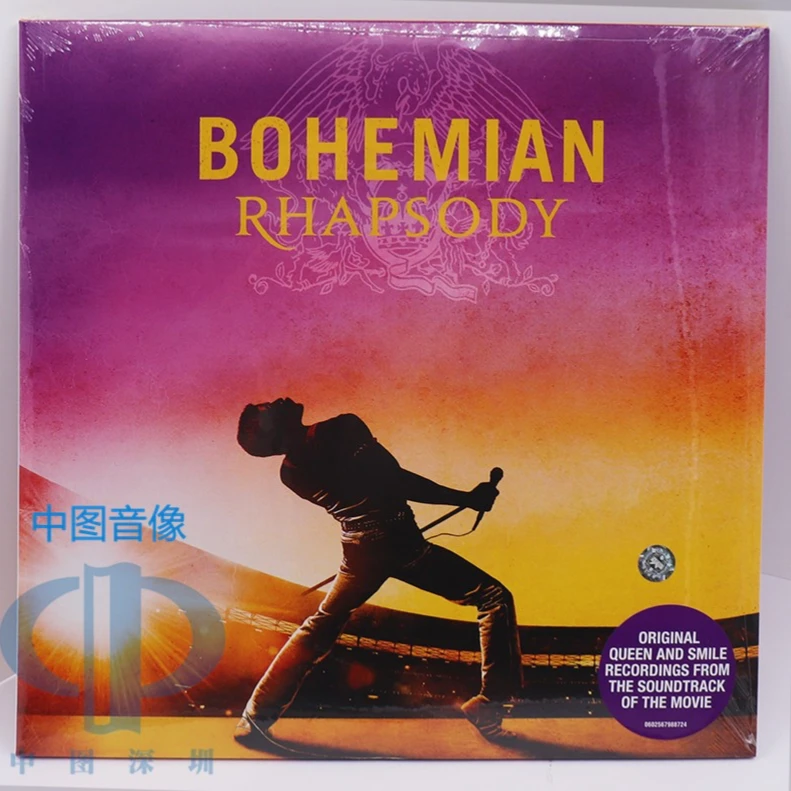 BOHEMIAN
RHAPSODY
中图音像
ORIGINAL
QUEEN AND SMILE
RECORDINGS FROM
THE SOUNDTRACK
OF THE MOVIE
0602567988724
中图深圳